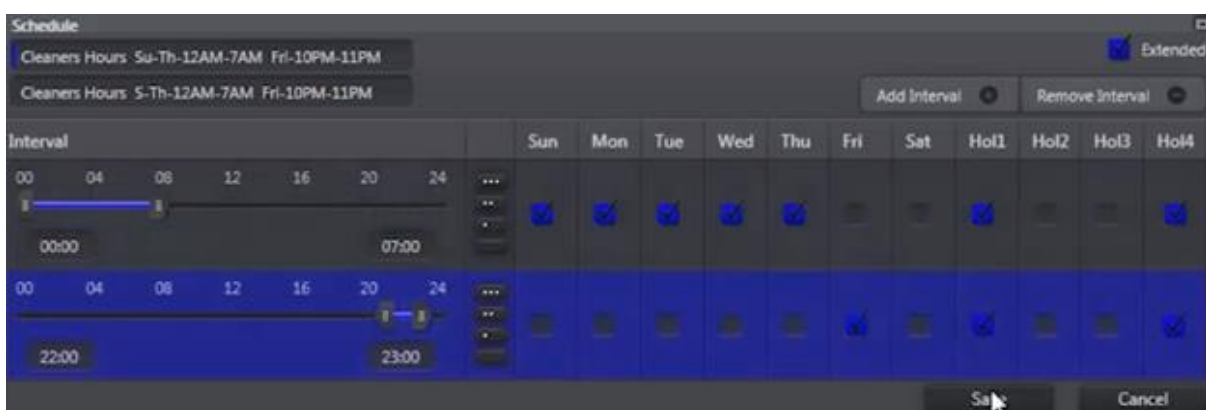 Schedule
Cleaners Hours Su-Th-12AM-7AM Fri-10PM-11PM
Extended
Cleaners Hours S-Th-12AM-7AM Fri-10PM-11PM
Add Interval Remove Interval
Interval Sun Mon Tue Wed Thu Fri Sat Hol1 Hol2 Hol3 Hol4
00 04 08 12 16 20 24
00:00 07:00
00 04 08 12 16 20 24
22:00 23:00
Cancel